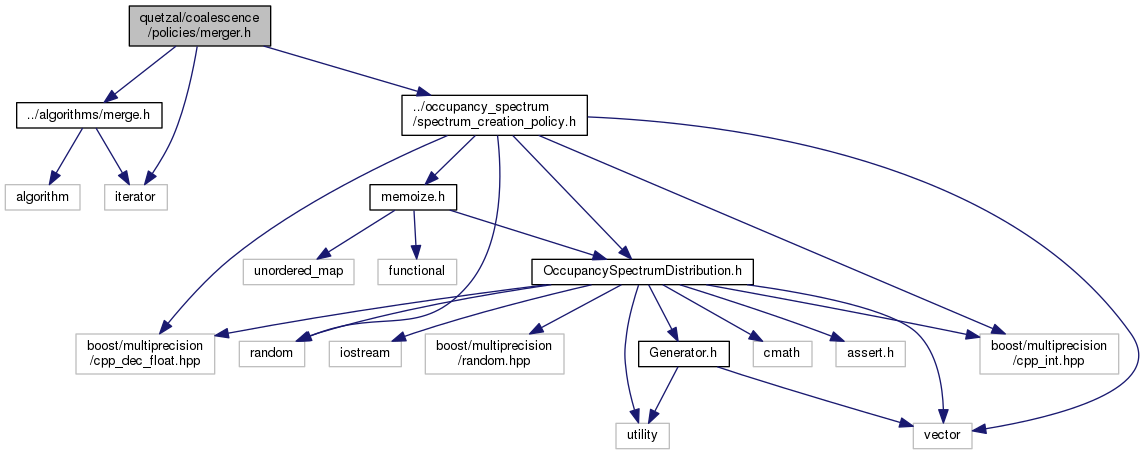 quetzal/coalescence
/policies/merger.h
../algorithms/merge.h
../occupancy_spectrum
/spectrum_creation_policy.h
algorithm
iterator
memoize.h
unordered_map
functional
OccupancySpectrumDistribution.h
boost/multiprecision
/cpp_dec_float.hpp
random
iostream
boost/multiprecision
/random.hpp
Generator.h
cmath
assert.h
boost/multiprecision
/cpp_int.hpp
utility
vector